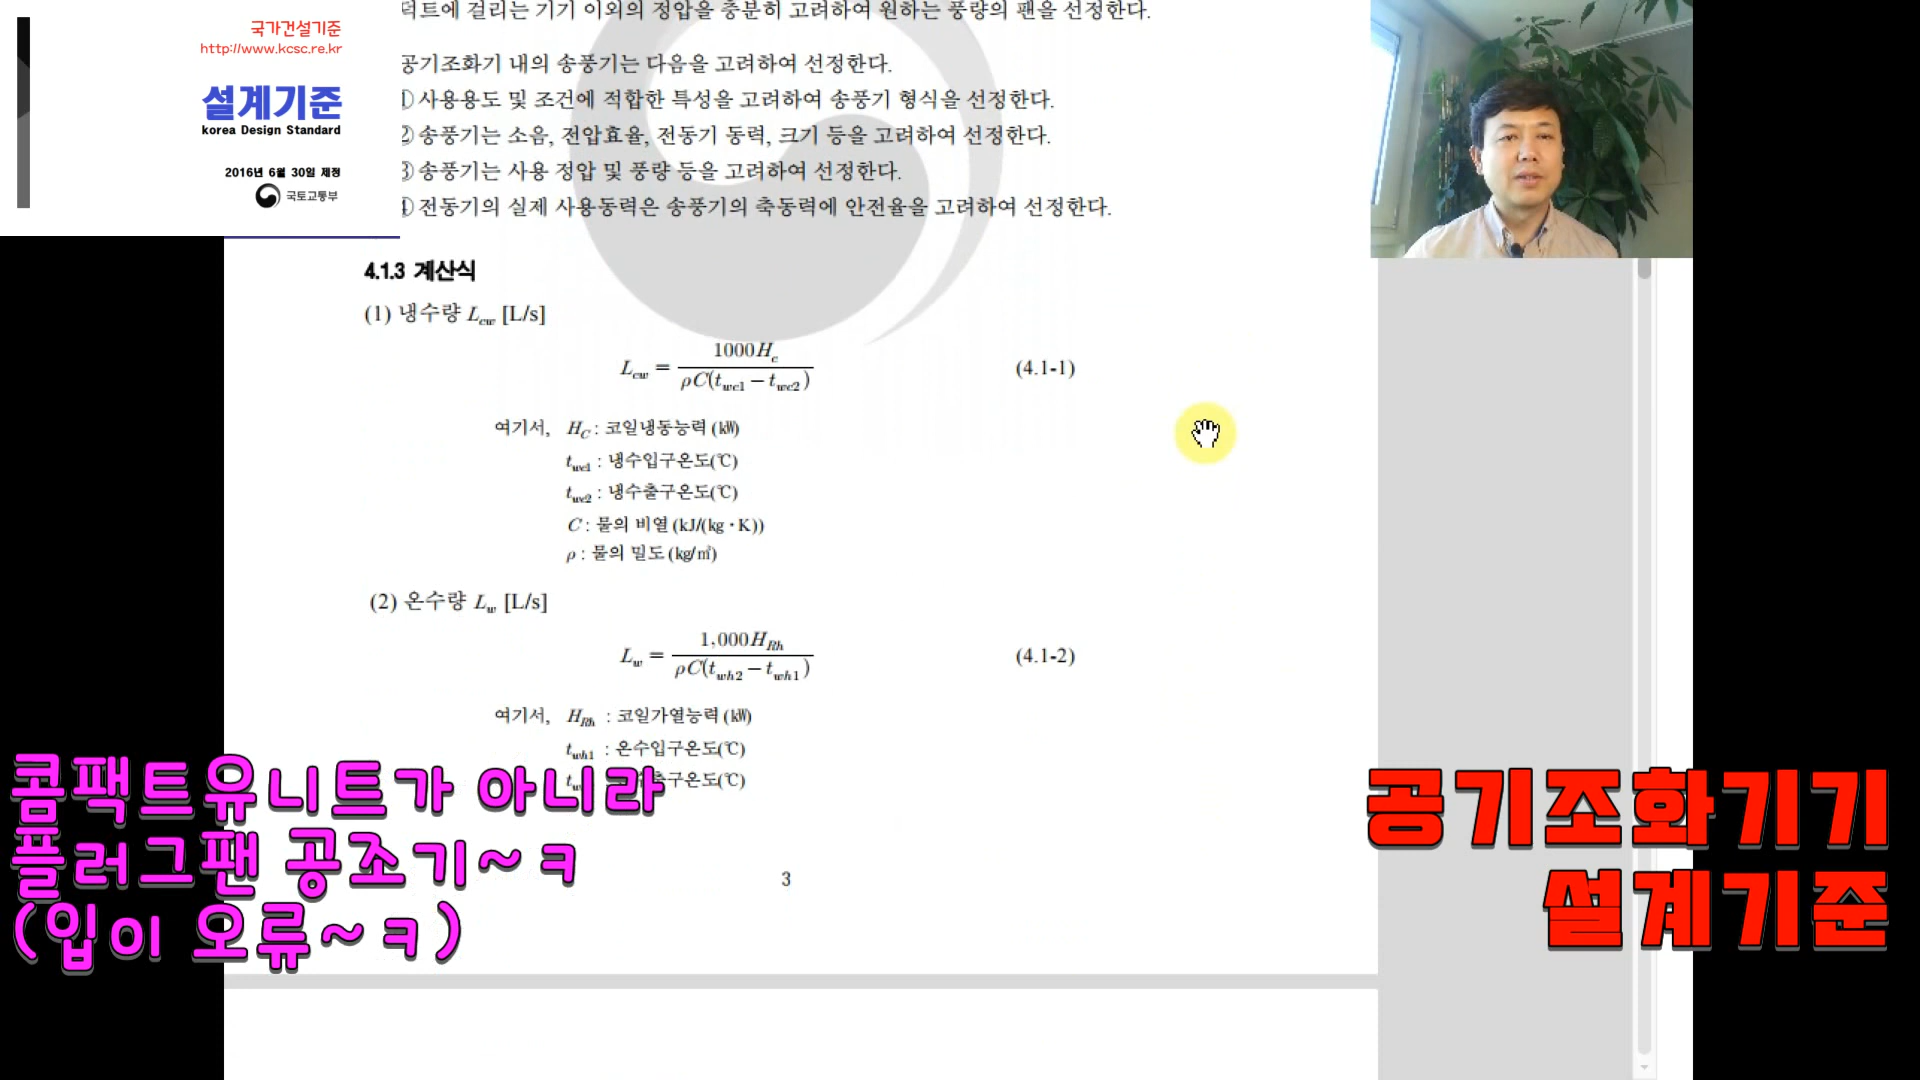 국가건설기준
http://www.kcsc.re.kr
설계기준
korea Design Standard
2016년 6월 30일 제정
국토교통부
덕트에 걸리는 기기 이외의 정압을 충분히 고려하여 원하는 풍량의 팬을 선정한다.
공기조화기 내의 송풍기는 다음을 고려하여 선정한다.
① 사용용도 및 조건에 적합한 특성을 고려하여 송풍기 형식을 선정한다.
② 송풍기는 소음, 전압효율, 전동기 동력, 크기 등을 고려하여 선정한다.
③ 송풍기는 사용 정압 및 풍량 등을 고려하여 선정한다.
④ 전동기의 실제 사용동력은 송풍기의 축동력에 안전율을 고려하여 선정한다.
4.1.3 계산식
(1) 냉수량 L_cw [L/s]
L_cw = 1000H_c / ρC(t_wc1 − t_wc2) (4.1-1)
여기서, H_C : 코일냉동능력 (㎾)
t_wc1 : 냉수입구온도(℃)
t_wc2 : 냉수출구온도(℃)
C : 물의 비열 (kJ/(kg·K))
ρ : 물의 밀도 (kg/㎥)
(2) 온수량 L_w [L/s]
L_w = 1,000H_Rh / ρC(t_wh2 − t_wh1) (4.1-2)
여기서, H_Rh : 코일가열능력 (㎾)
t_wh1 : 온수입구온도(℃)
출구온도(℃)
3
콤팩트유니트가 아니라
플러그팬 공조기~ㅋ
(입이 오류~ㅋ)
공기조화기기
설계기준